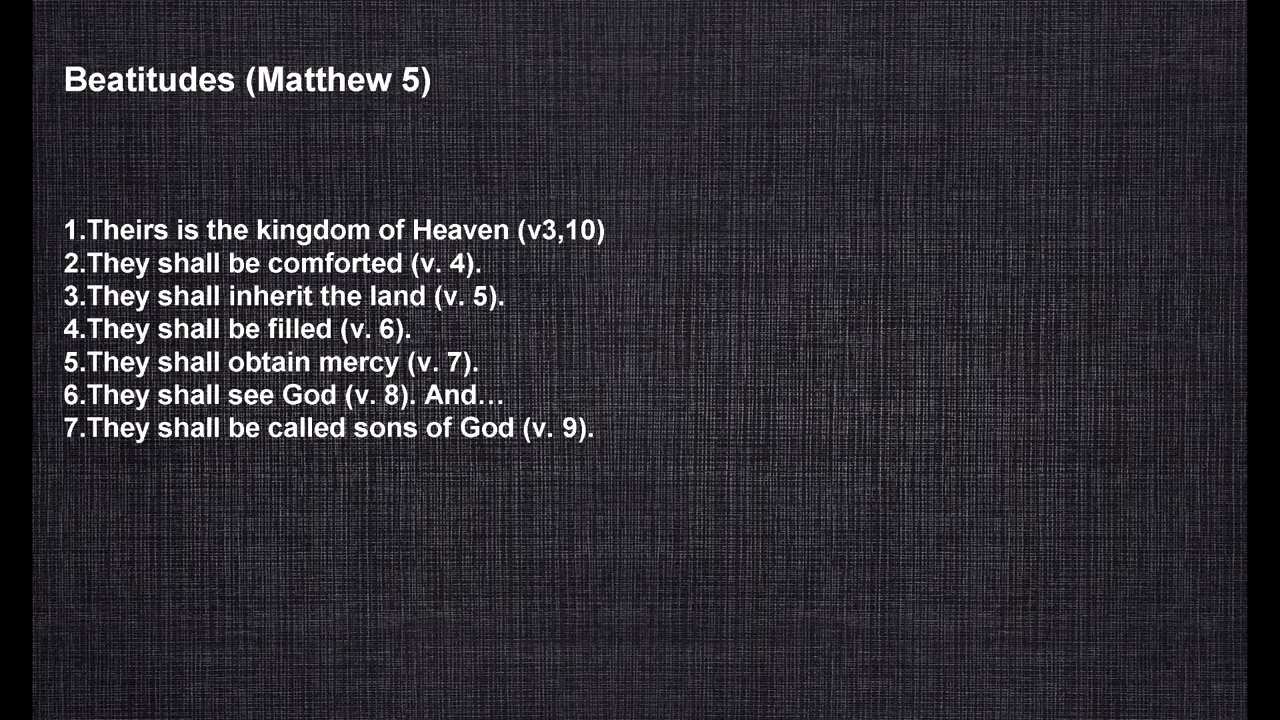 Beatitudes (Matthew 5)
1.Theirs is the kingdom of Heaven (v3,10)
2.They shall be comforted (v. 4).
3.They shall inherit the land (v. 5).
4.They shall be filled (v. 6).
5.They shall obtain mercy (v. 7).
6.They shall see God (v. 8). And…
7.They shall be called sons of God (v. 9).